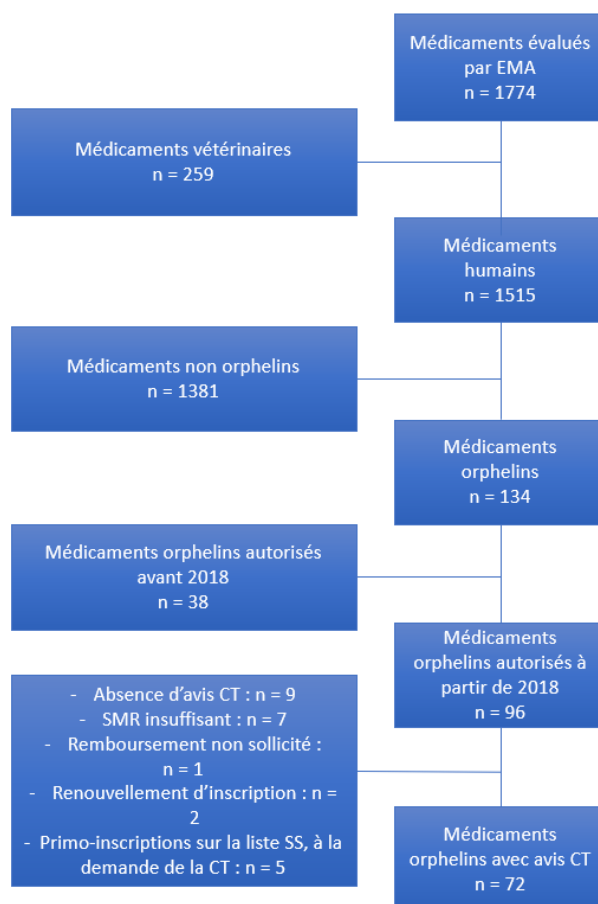 Médicaments évalués
par EMA
n = 1774
Médicaments vétérinaires
n = 259
Médicaments
humains
n = 1515
Médicaments non orphelins
n = 1381
Médicaments
orphelins
n = 134
Médicaments orphelins autorisés
avant 2018
n = 38
Médicaments
orphelins autorisés à
partir de 2018
n = 96
- Absence d’avis CT : n = 9
- SMR insuffisant : n = 7
- Remboursement non sollicité :
n = 1
- Renouvellement d’inscription : n =
2
- Primo-inscriptions sur la liste SS, à la
demande de la CT : n = 5
Médicaments
orphelins avec avis CT
n = 72